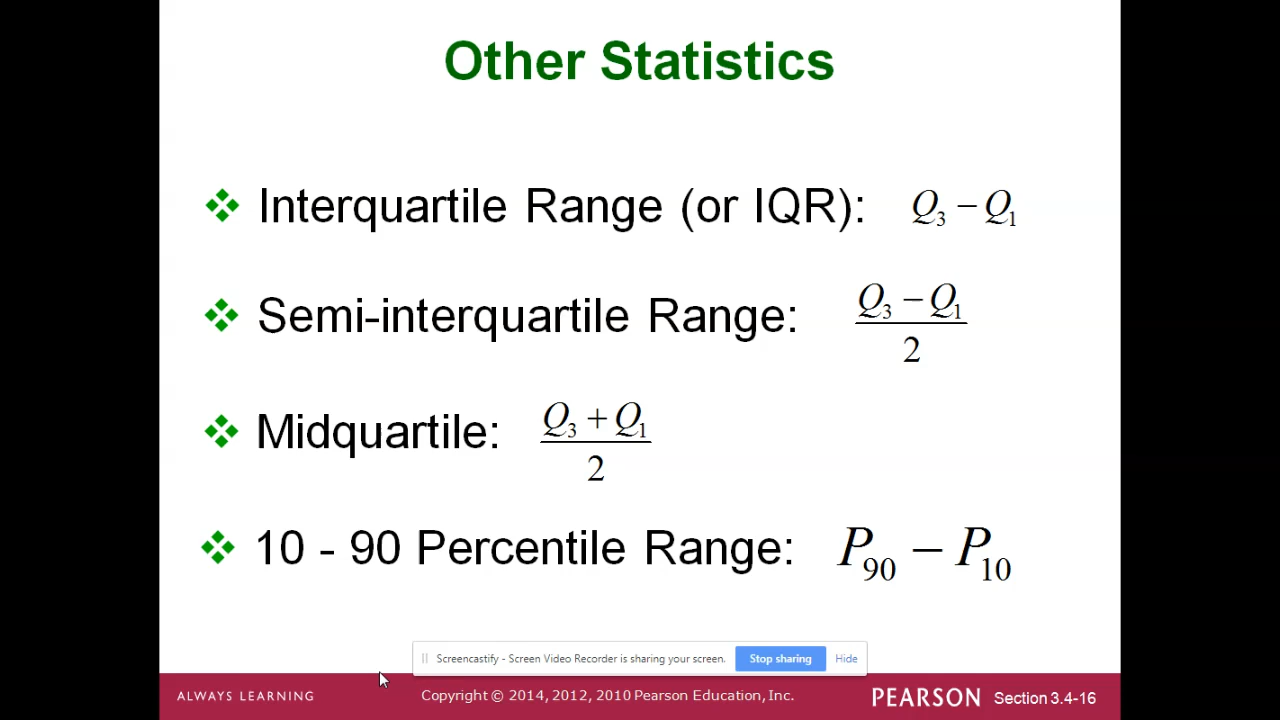 Other Statistics
❖ Interquartile Range (or IQR): Q₃ − Q₁
❖ Semi-interquartile Range: (Q₃ − Q₁)/2
❖ Midquartile: (Q₃ + Q₁)/2
❖ 10 - 90 Percentile Range: P₉₀ − P₁₀
Screencastify - Screen Video Recorder is sharing your screen. Stop sharing Hide
ALWAYS LEARNING Copyright © 2014, 2012, 2010 Pearson Education, Inc. PEARSON Section 3.4-16